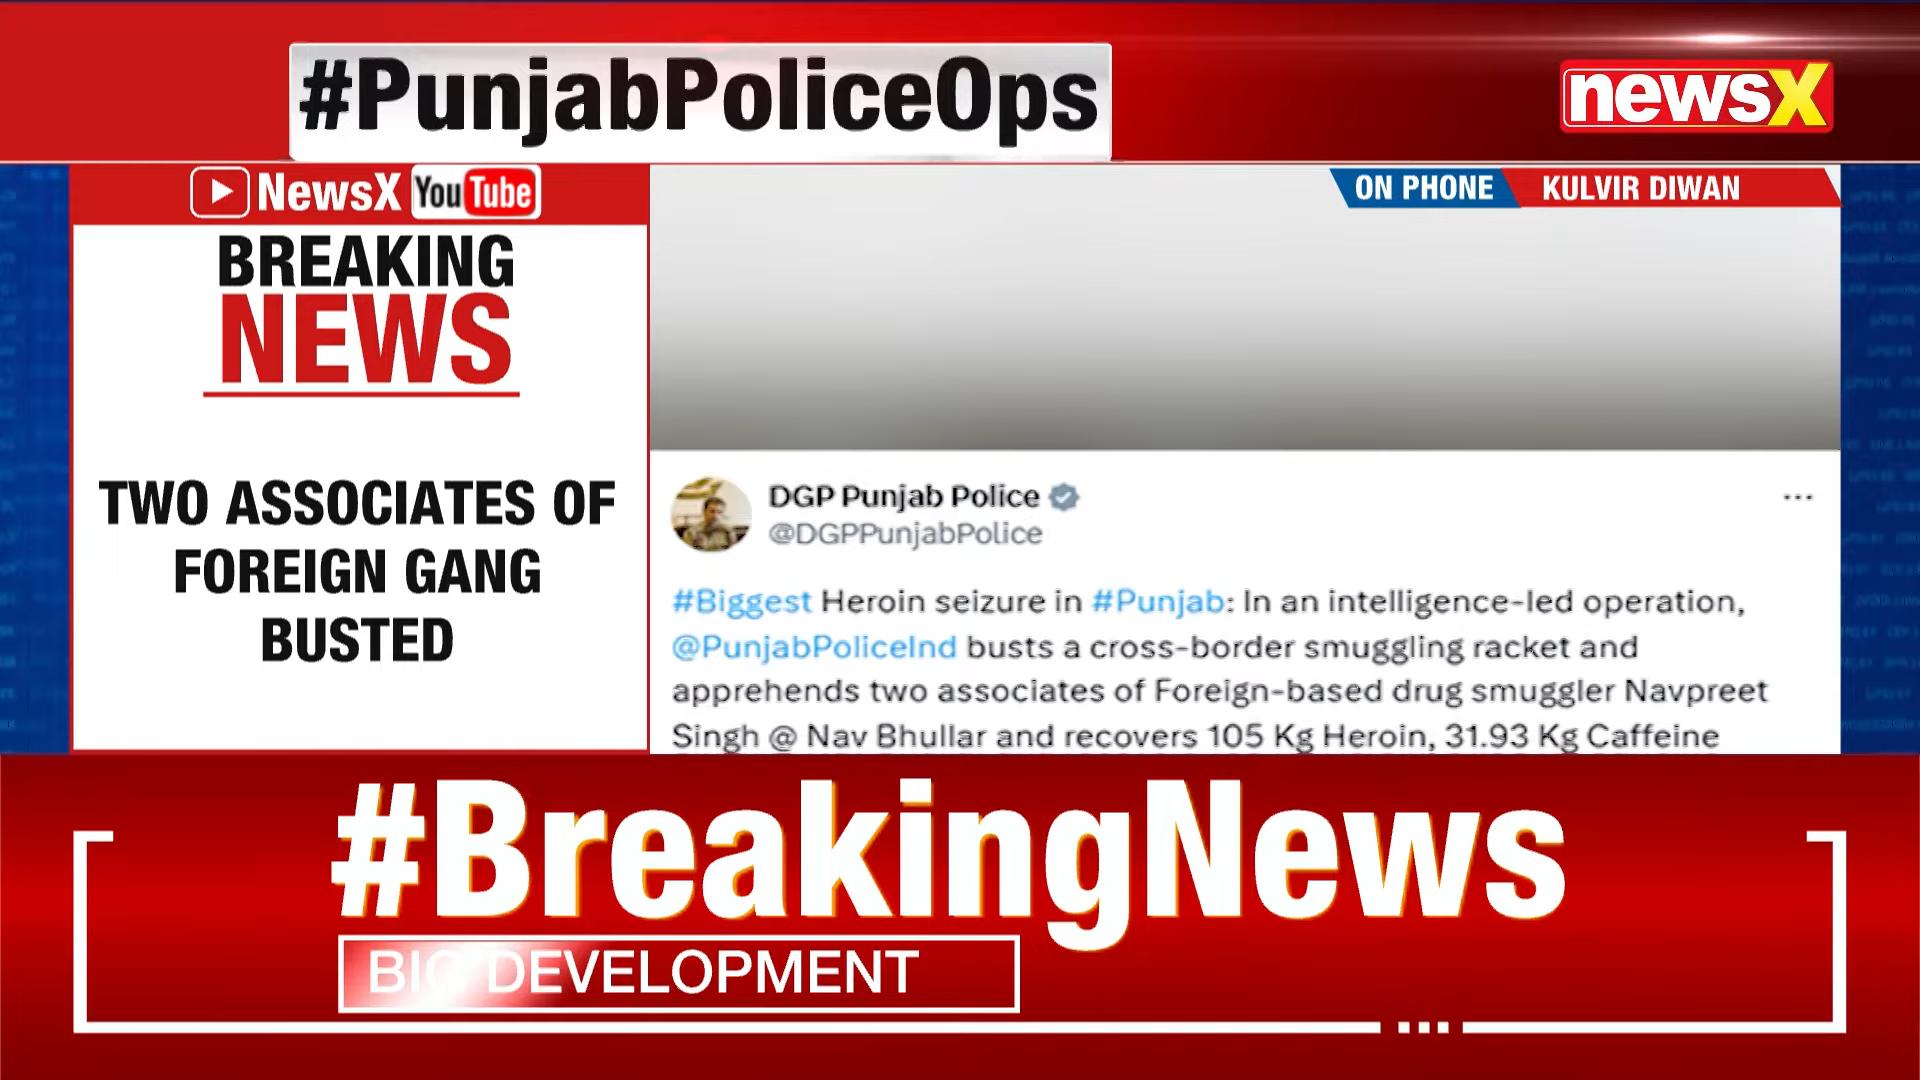 #PunjabPoliceOps
newsX
NewsX YouTube
ON PHONE KULVIR DIWAN
BREAKING
NEWS
TWO ASSOCIATES OF
FOREIGN GANG
BUSTED
DGP Punjab Police
@DGPPunjabPolice
#Biggest Heroin seizure in #Punjab: In an intelligence-led operation,
@PunjabPoliceInd busts a cross-border smuggling racket and
apprehends two associates of Foreign-based drug smuggler Navpreet
Singh @ Nav Bhullar and recovers 105 Kg Heroin, 31.93 Kg Caffeine
#BreakingNews
BIG DEVELOPMENT